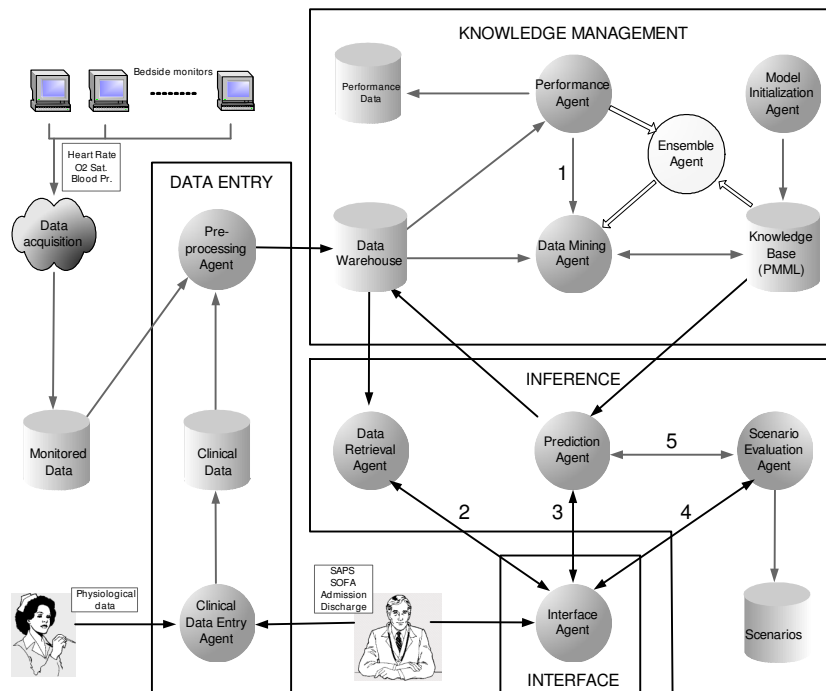 KNOWLEDGE MANAGEMENT
Bedside monitors
Performance
Data
Performance
Agent
Model
Initialization
Agent
Ensemble
Agent
Heart Rate
O2 Sat.
Blood Pr.
DATA ENTRY
1
Data
acquisition
Pre-
processing
Agent
Data
Warehouse
Data Mining
Agent
Knowledge
Base
(PMML)
INFERENCE
Monitored
Data
Clinical
Data
Data
Retrieval
Agent
Prediction
Agent
5
Scenario
Evaluation
Agent
2
3
4
Physiological
data
SAPS
SOFA
Admission
Discharge
Clinical
Data Entry
Agent
Interface
Agent
Scenarios
INTERFACE